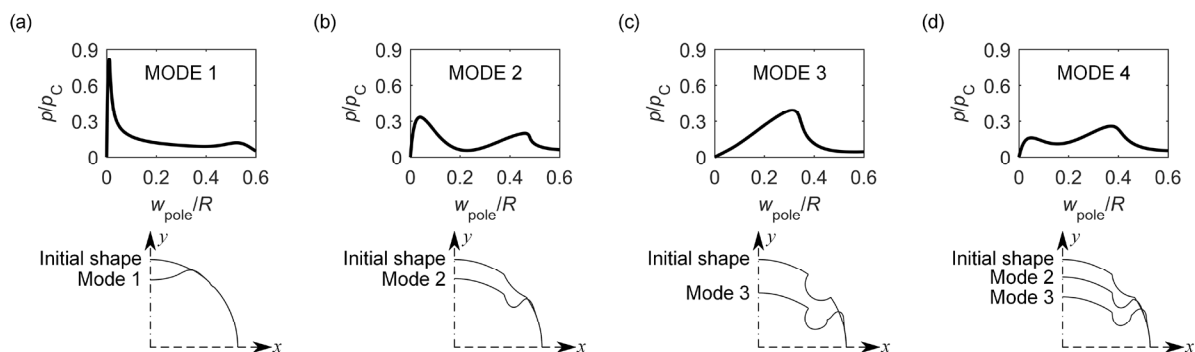 (a)
0.9
0.6
0.3
0
p/pC
MODE 1
0 0.2 0.4 0.6
wpole/R
y
Initial shape
Mode 1
x
(b)
0.9
0.6
0.3
0
p/pC
MODE 2
0 0.2 0.4 0.6
wpole/R
y
Initial shape
Mode 2
x
(c)
0.9
0.6
0.3
0
p/pC
MODE 3
0 0.2 0.4 0.6
wpole/R
y
Initial shape
Mode 3
x
(d)
0.9
0.6
0.3
0
p/pC
MODE 4
0 0.2 0.4 0.6
wpole/R
y
Initial shape
Mode 2
Mode 3
x